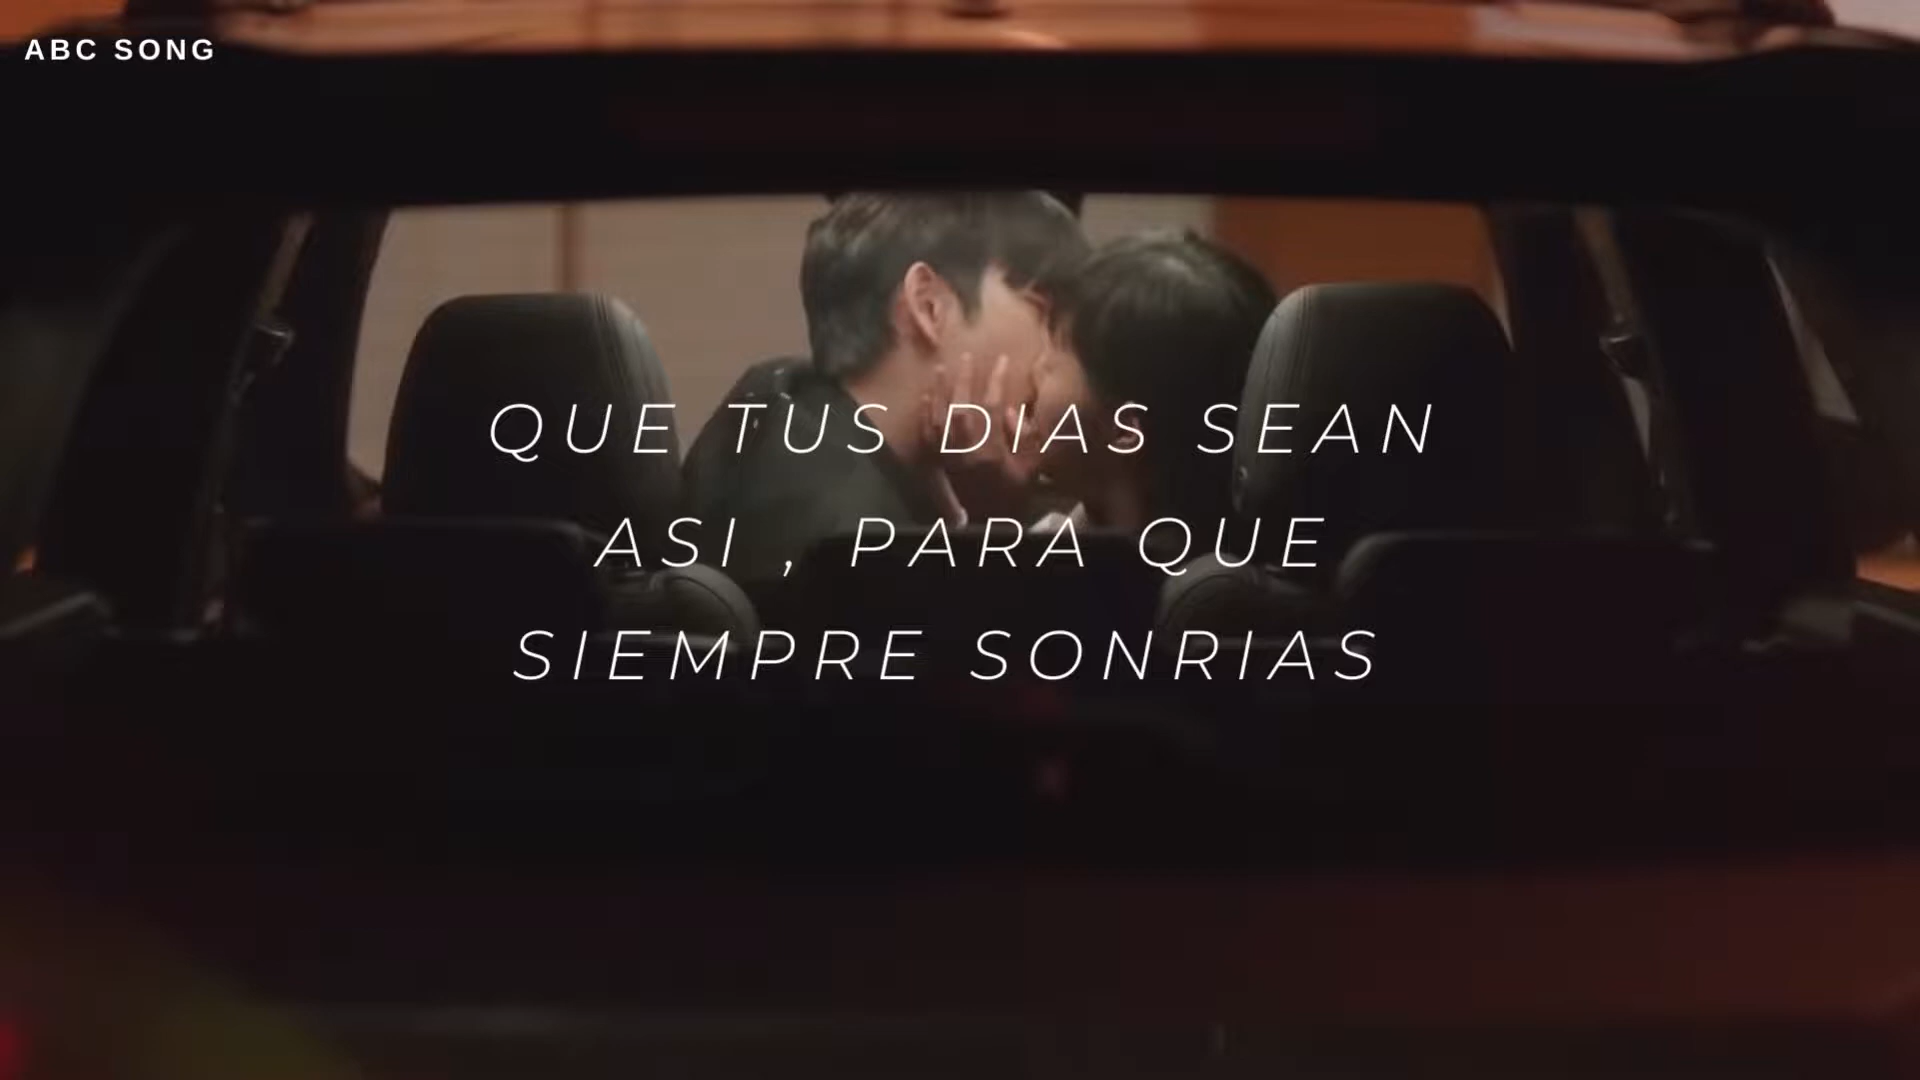 ABC SONG
QUE TUS DIAS SEAN
ASI , PARA QUE
SIEMPRE SONRIAS